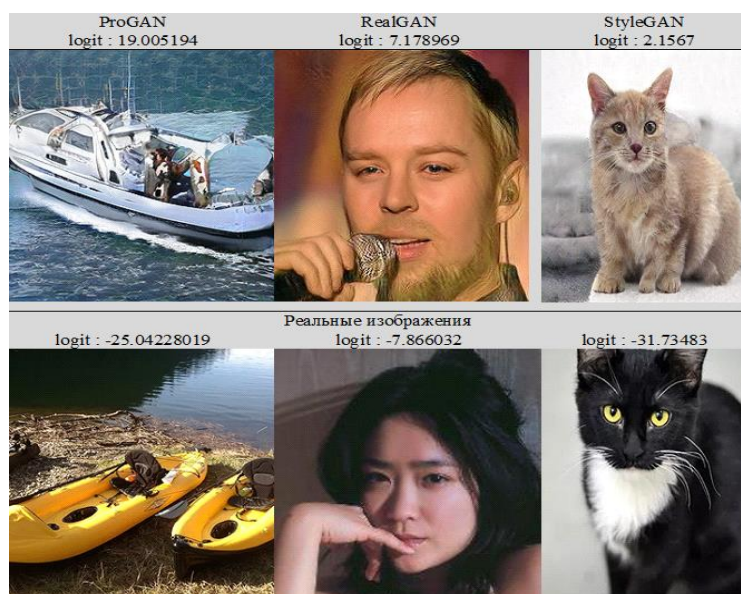 ProGAN RealGAN StyleGAN
logit : 19.005194 logit : 7.178969 logit : 2.1567
Реальные изображения
logit : -25.04228019 logit : -7.866032 logit : -31.73483